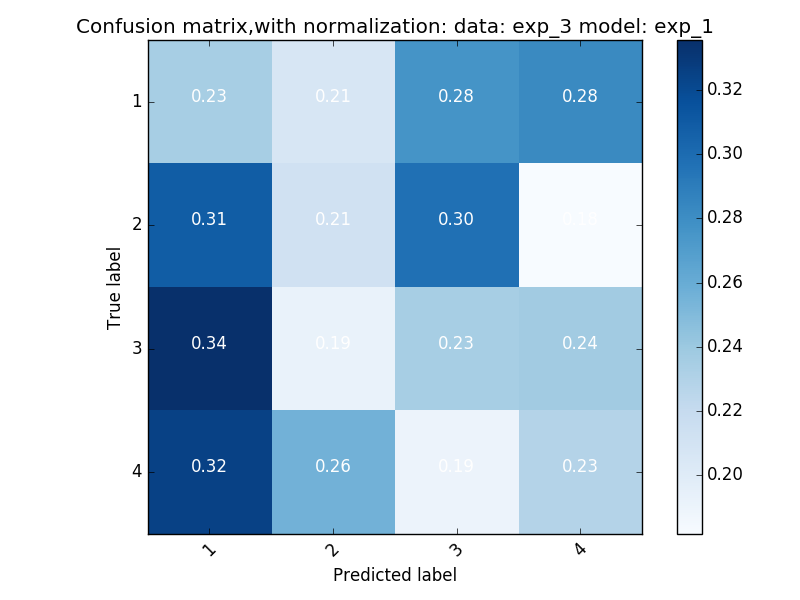 Confusion matrix,with normalization: data: exp_3 model: exp_1
1 0.23 0.21 0.28 0.28
2 0.31 0.21 0.30
3 0.34 0.19 0.23 0.24
4 0.32 0.26 0.19 0.23
1 2 3 4
True label
Predicted label
0.32
0.30
0.28
0.26
0.24
0.22
0.20